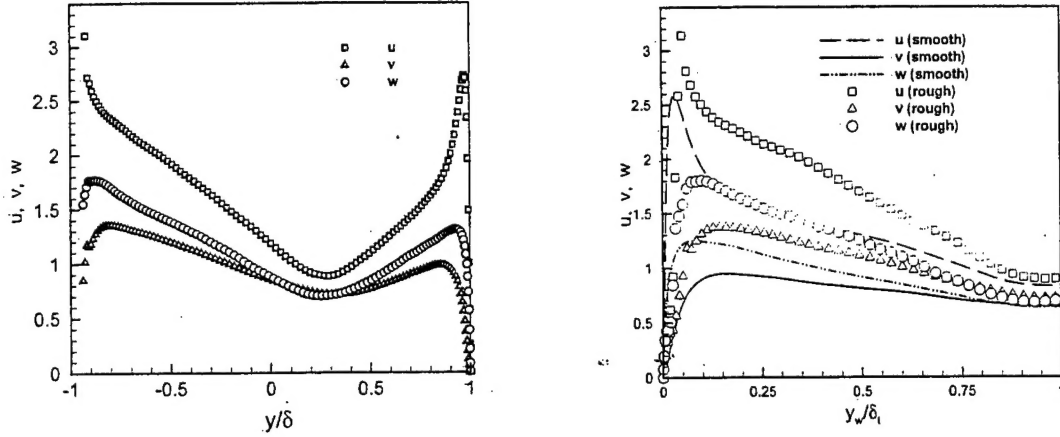 u, v, w
3
2.5
2
1.5
1
0.5
0
-1
-0.5
0
0.5
1
y/δ
u
v
w
u, v, w
3
2.5
2
1.5
1
0.5
0
0
0.25
0.5
0.75
1
y_w/δ_t
u (smooth)
v (smooth)
w (smooth)
u (rough)
v (rough)
w (rough)